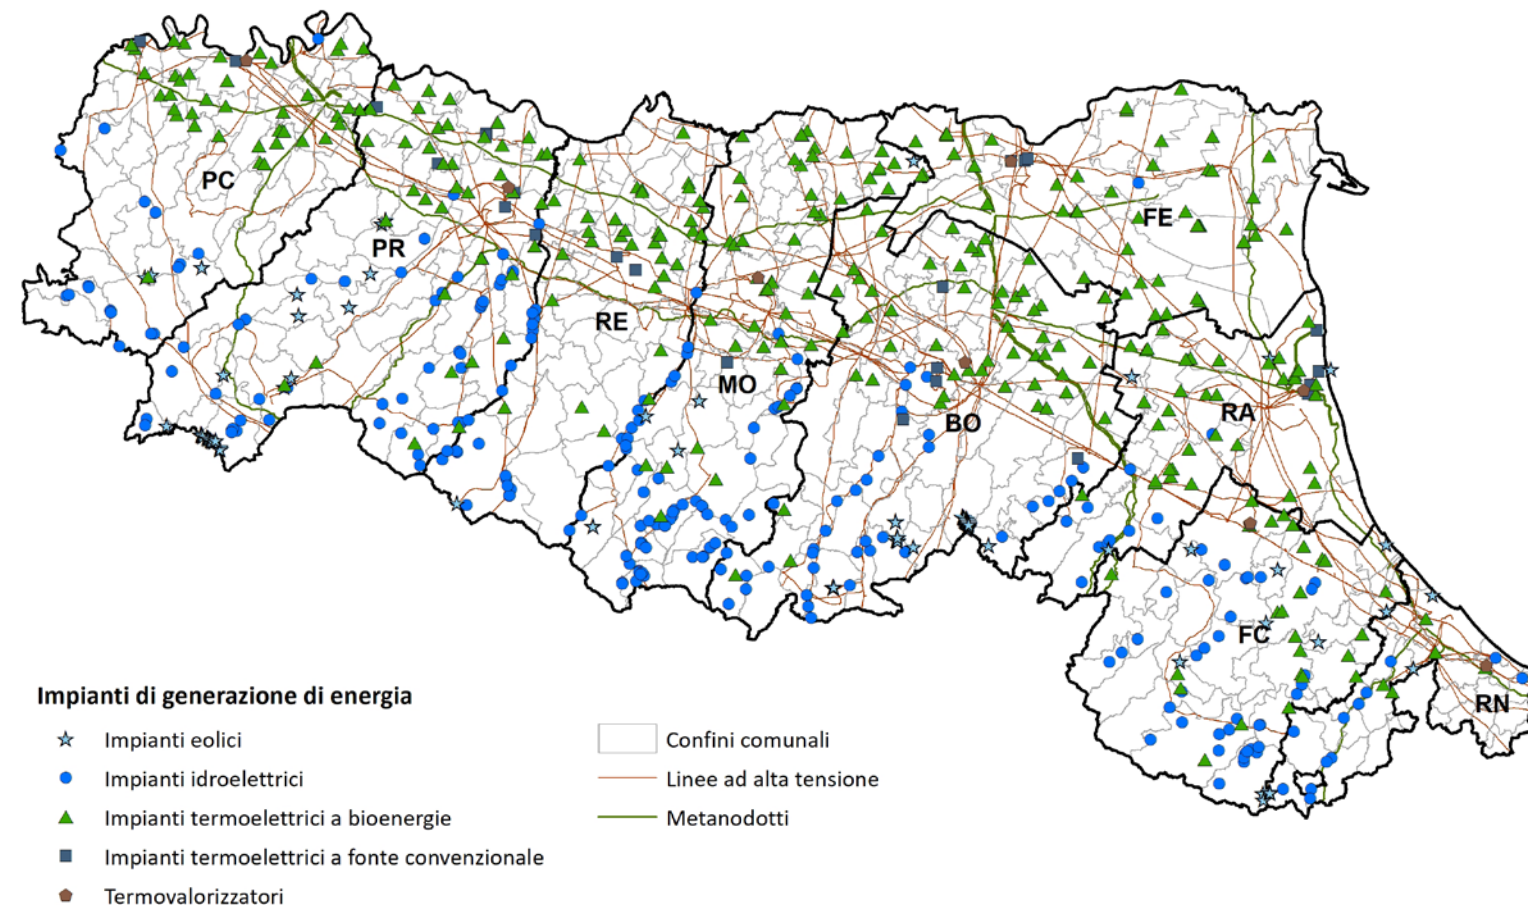 PC
PR
RE
MO
BO
FE
RA
FC
RN
Impianti di generazione di energia
Impianti eolici
Impianti idroelettrici
Impianti termoelettrici a bioenergie
Impianti termoelettrici a fonte convenzionale
Termovalorizzatori
Confini comunali
Linee ad alta tensione
Metanodotti